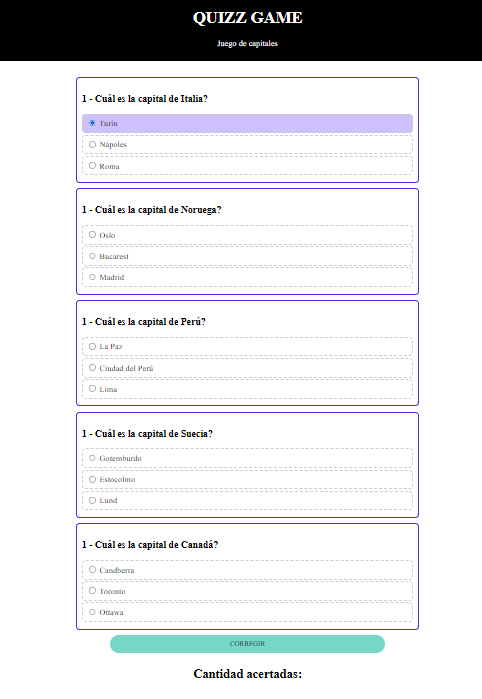 QUIZZ GAME
Juego de capitales
1 - Cuál es la capital de Italia?
Turin
Nápoles
Roma
1 - Cuál es la capital de Noruega?
Oslo
Bucarest
Madrid
1 - Cuál es la capital de Perú?
La Paz
Ciudad del Perú
Lima
1 - Cuál es la capital de Suecia?
Gotemburdo
Estocolmo
Lund
1 - Cuál es la capital de Canadá?
Candberra
Toronto
Ottawa
CORREGIR
Cantidad acertadas: